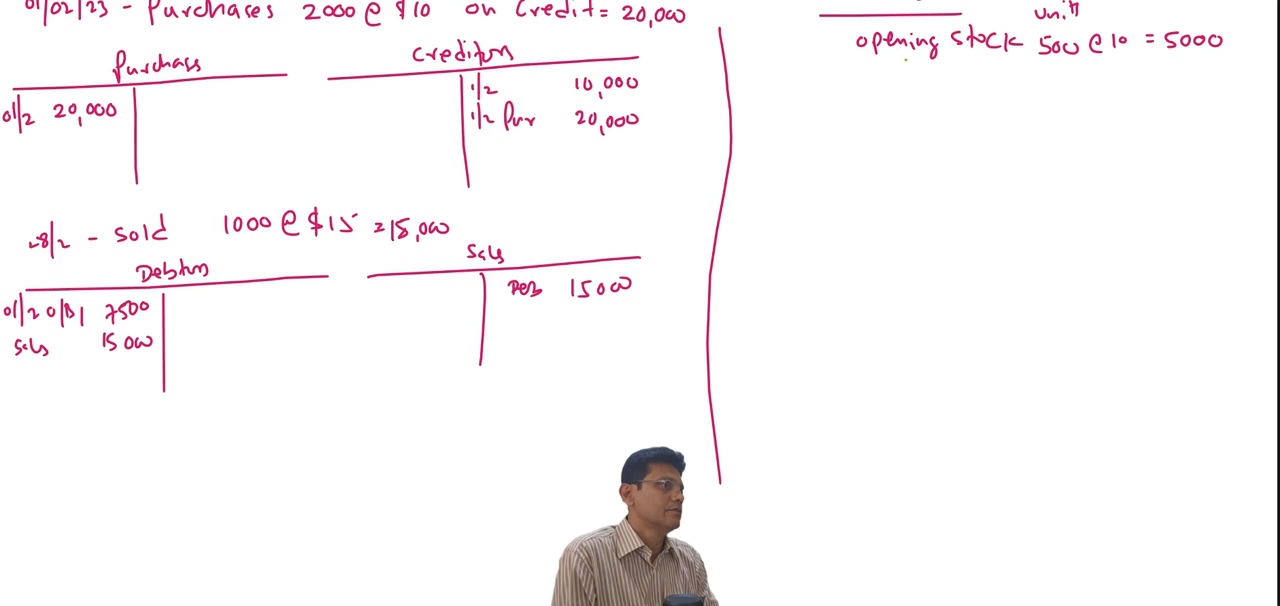 01/02/23 - Purchases 2000 @ $10 on Credit = 20,000
Purchase
01/2 20,000
Creditors
1/2 10,000
1/2 Pur 20,000
28/2 - Sold 1000 @ $15 = 15,000
Debtors
01/2 O/B/ 7500
Sales 15000
Sales
Deb 15000
unit
opening stock 500 @ 10 = 5000